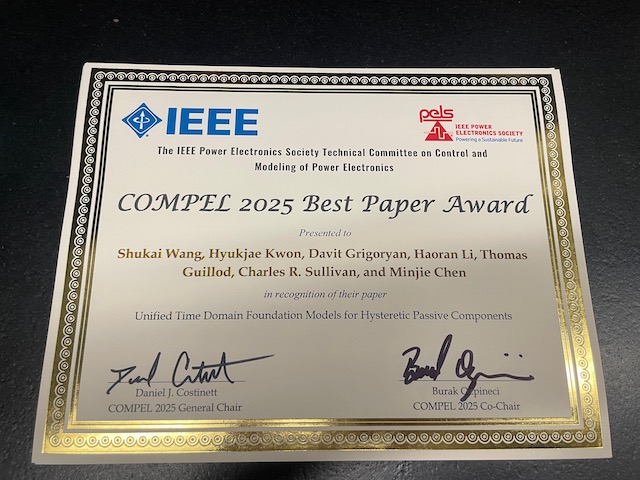 IEEE
pels
IEEE POWER
ELECTRONICS SOCIETY
Powering a Sustainable Future
The IEEE Power Electronics Society Technical Committee on Control and
Modeling of Power Electronics
COMPEL 2025 Best Paper Award
Presented to
Shukai Wang, Hyukjae Kwon, Davit Grigoryan, Haoran Li, Thomas
Guillod, Charles R. Sullivan, and Minjie Chen
in recognition of their paper
Unified Time Domain Foundation Models for Hysteretic Passive Components
Daniel J. Costinett
COMPEL 2025 General Chair
Burak Ozpineci
COMPEL 2025 Co-Chair